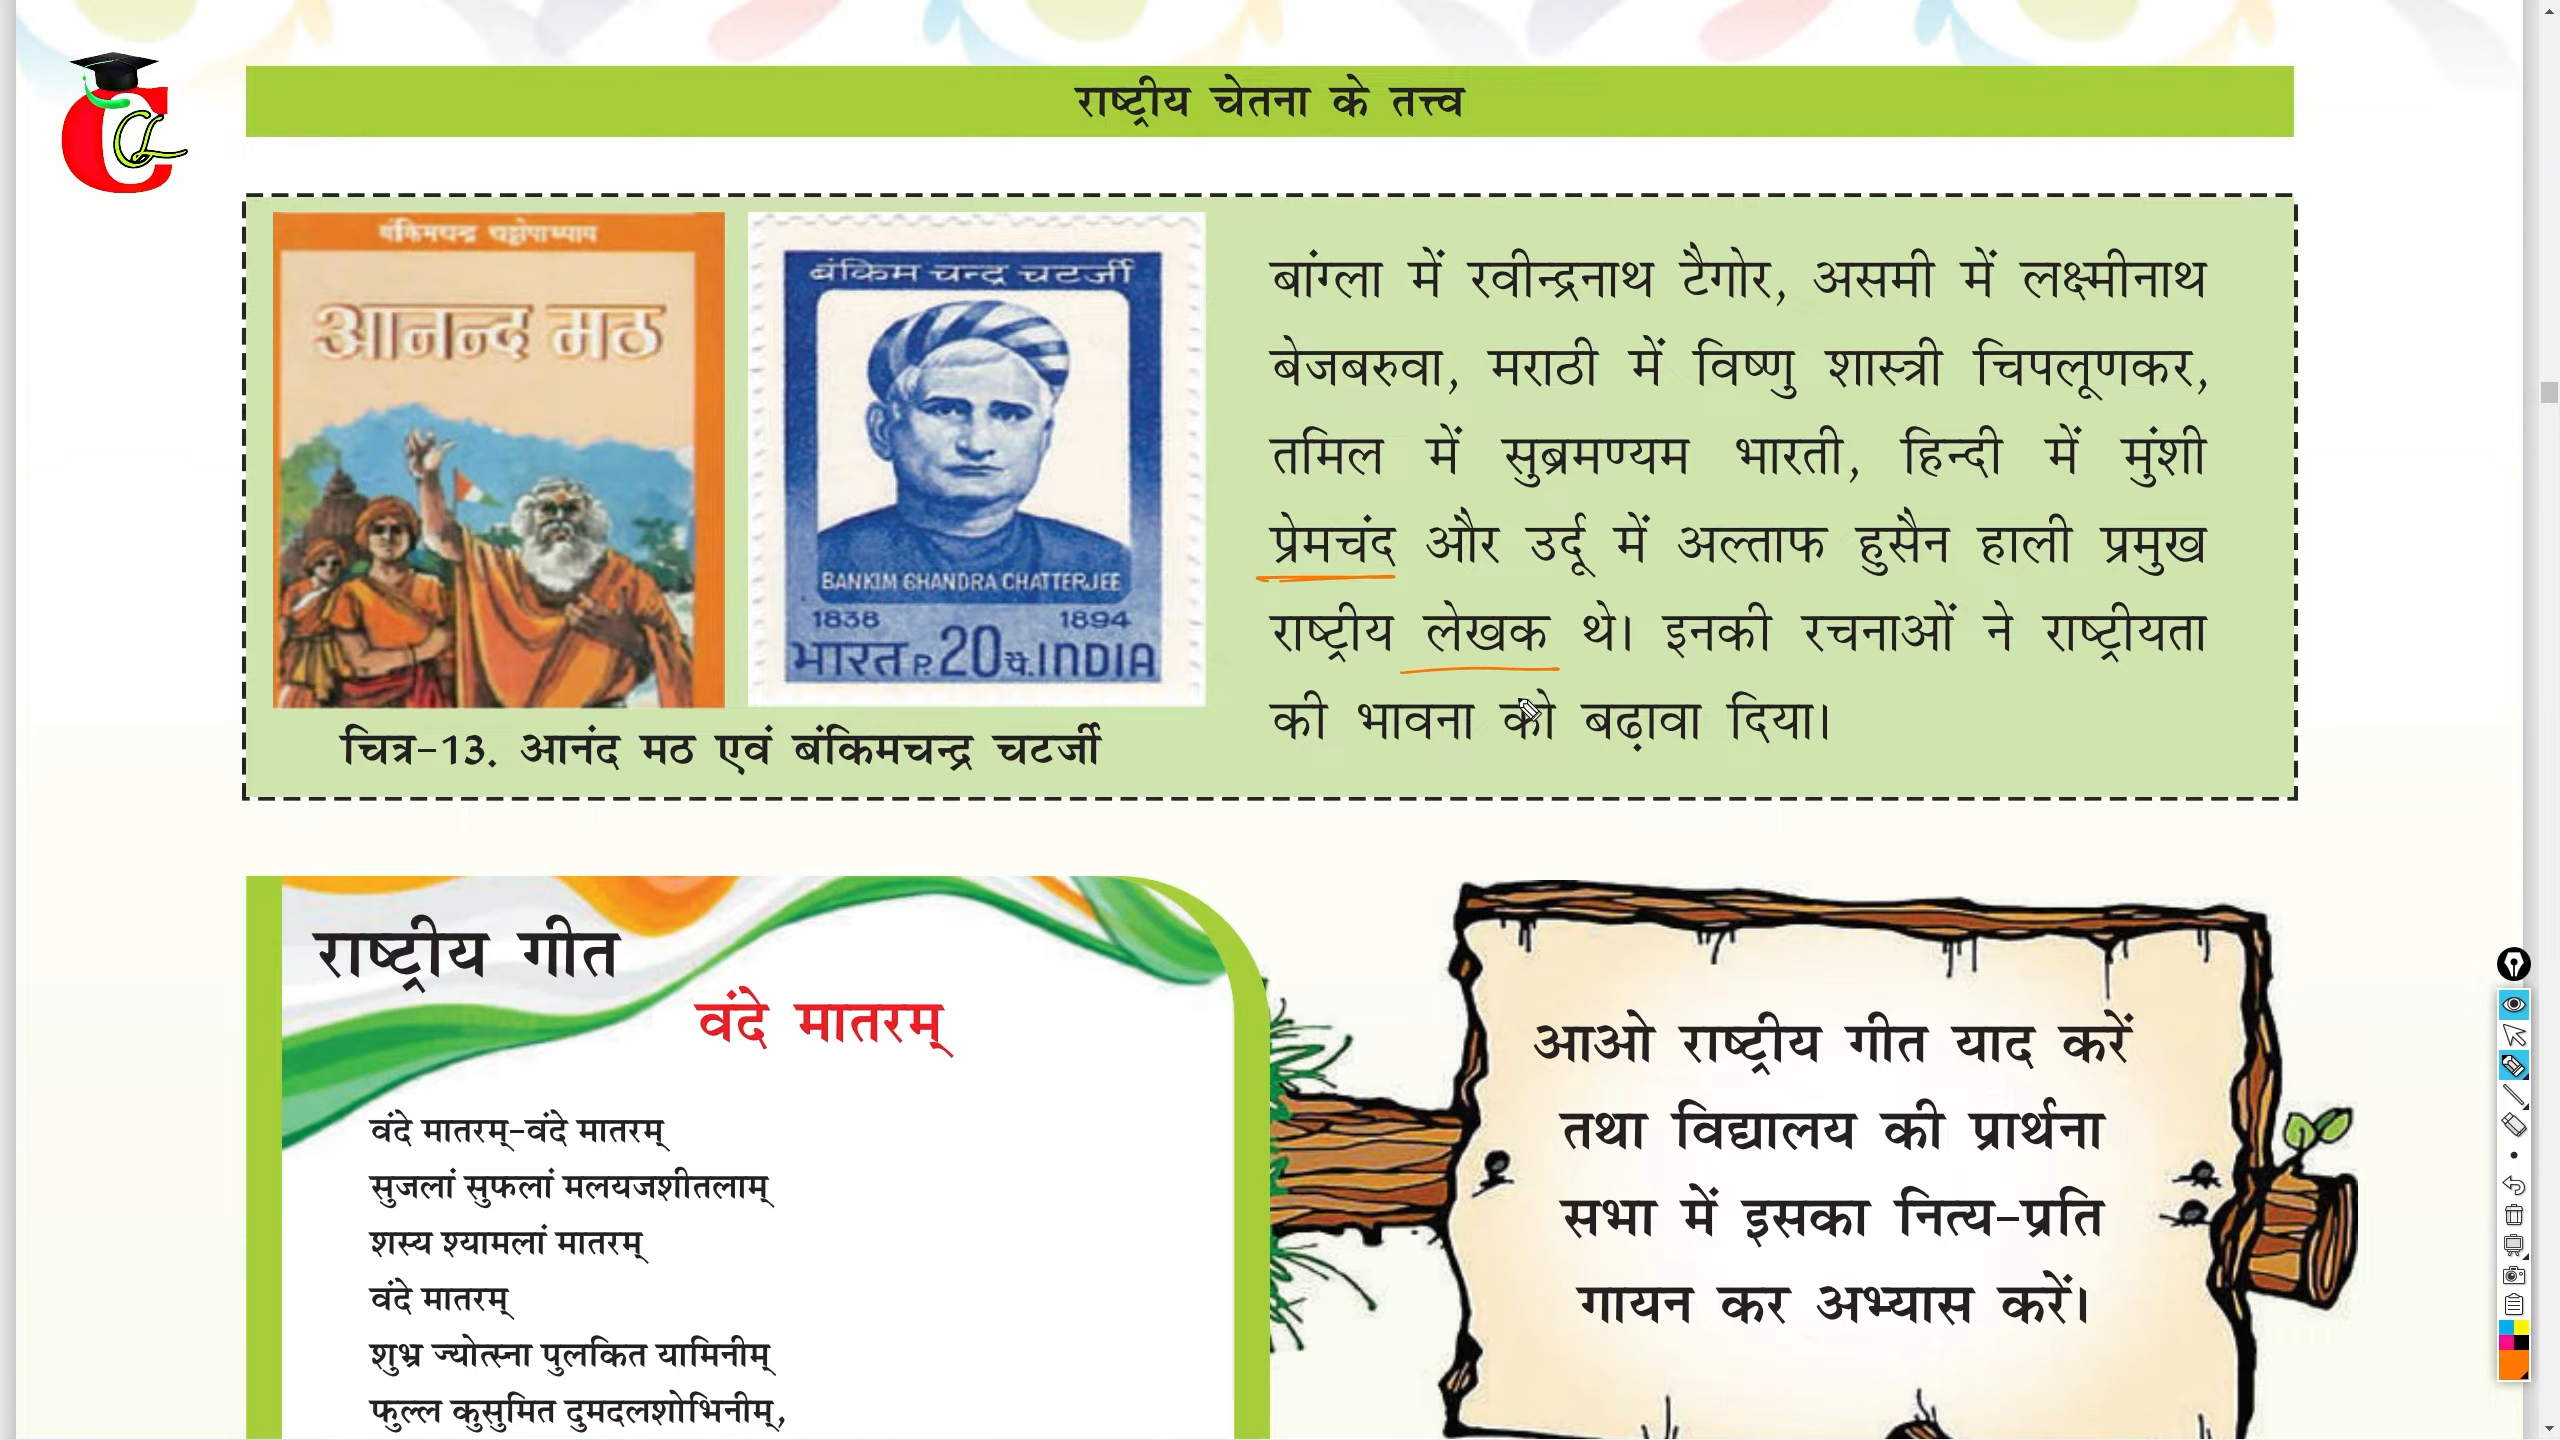 राष्ट्रीय चेतना के तत्त्व
बंकिमचन्द्र चट्टोपाध्याय
आनन्द मठ
बंकिम चन्द्र चटर्जी
BANKIM CHANDRA CHATTERJEE
1838 1894
भारत P. 20 पै. INDIA
चित्र-13. आनंद मठ एवं बंकिमचन्द्र चटर्जी
बांग्ला में रवीन्द्रनाथ टैगोर, असमी में लक्ष्मीनाथ
बेजबरुवा, मराठी में विष्णु शास्त्री चिपलूणकर,
तमिल में सुब्रमण्यम भारती, हिन्दी में मुंशी
प्रेमचंद और उर्दू में अल्ताफ हुसैन हाली प्रमुख
राष्ट्रीय लेखक थे। इनकी रचनाओं ने राष्ट्रीयता
की भावना को बढ़ावा दिया।
राष्ट्रीय गीत
वंदे मातरम्
वंदे मातरम्-वंदे मातरम्
सुजलां सुफलां मलयजशीतलाम्
शस्य श्यामलां मातरम्
वंदे मातरम्
शुभ्र ज्योत्स्ना पुलकित यामिनीम्
फुल्ल कुसुमित दुमदलशोभिनीम्,
आओ राष्ट्रीय गीत याद करें
तथा विद्यालय की प्रार्थना
सभा में इसका नित्य-प्रति
गायन कर अभ्यास करें।